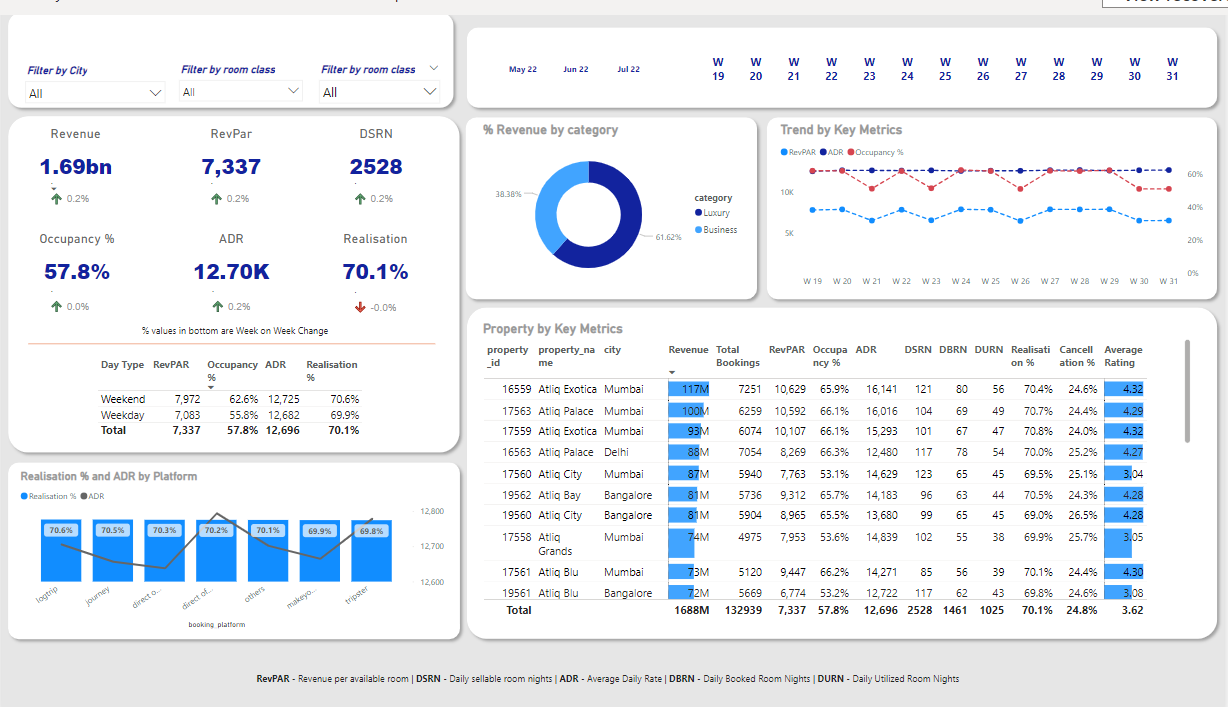 Filter by City
Filter by room class
Filter by room class
All
All
All
May 22 Jun 22 Jul 22
W 19 W 20 W 21 W 22 W 23 W 24 W 25 W 26 W 27 W 28 W 29 W 30 W 31
Revenue RevPar DSRN
1.69bn 7,337 2528
0.2% 0.2% 0.2%
Occupancy % ADR Realisation
57.8% 12.70K 70.1%
0.0% 0.2% -0.0%
% values in bottom are Week on Week Change
Day Type RevPAR Occupancy % ADR Realisation %
Weekend 7,972 62.6% 12,725 70.6%
Weekday 7,083 55.8% 12,682 69.9%
Total 7,337 57.8% 12,696 70.1%
Realisation % and ADR by Platform
Realisation % ADR
70.6% 70.5% 70.3% 70.2% 70.1% 69.9% 69.8%
12,800
12,700
12,600
logtrip journey direct o... direct of... others makeyo... tripster
booking_platform
% Revenue by category
38.38%
61.62%
category
Luxury
Business
Trend by Key Metrics
RevPAR ADR Occupancy %
10K
5K
60%
40%
20%
0%
W 19 W 20 W 21 W 22 W 23 W 24 W 25 W 26 W 27 W 28 W 29 W 30 W 31
Property by Key Metrics
property_id property_name city Revenue Total Bookings RevPAR Occupancy % ADR DSRN DBRN DURN Realisation % Cancellation % Average Rating
16559 Atliq Exotica Mumbai 117M 7251 10,629 65.9% 16,141 121 80 56 70.4% 24.6% 4.32
17563 Atliq Palace Mumbai 100M 6259 10,592 66.1% 16,016 104 69 49 70.7% 24.4% 4.29
17559 Atliq Exotica Mumbai 93M 6074 10,107 66.1% 15,293 101 67 47 70.8% 24.0% 4.32
16563 Atliq Palace Delhi 88M 7054 8,269 66.3% 12,480 117 78 54 70.0% 25.2% 4.27
17560 Atliq City Mumbai 87M 5940 7,763 53.1% 14,629 123 65 45 69.5% 25.1% 3.04
19562 Atliq Bay Bangalore 81M 5736 9,312 65.7% 14,183 96 63 44 70.5% 24.3% 4.28
19560 Atliq City Bangalore 81M 5904 8,965 65.5% 13,680 99 65 45 69.0% 26.5% 4.28
17558 Atliq Grands Mumbai 74M 4975 7,953 53.6% 14,839 102 55 38 69.9% 25.7% 3.05
17561 Atliq Blu Mumbai 73M 5120 9,447 66.2% 14,271 85 56 39 70.1% 24.4% 4.30
19561 Atliq Blu Bangalore 72M 5669 6,774 53.2% 12,722 117 62 43 69.8% 24.6% 3.08
Total 1688M 132939 7,337 57.8% 12,696 2528 1461 1025 70.1% 24.8% 3.62
RevPAR - Revenue per available room | DSRN - Daily sellable room nights | ADR - Average Daily Rate | DBRN - Daily Booked Room Nights | DURN - Daily Utilized Room Nights